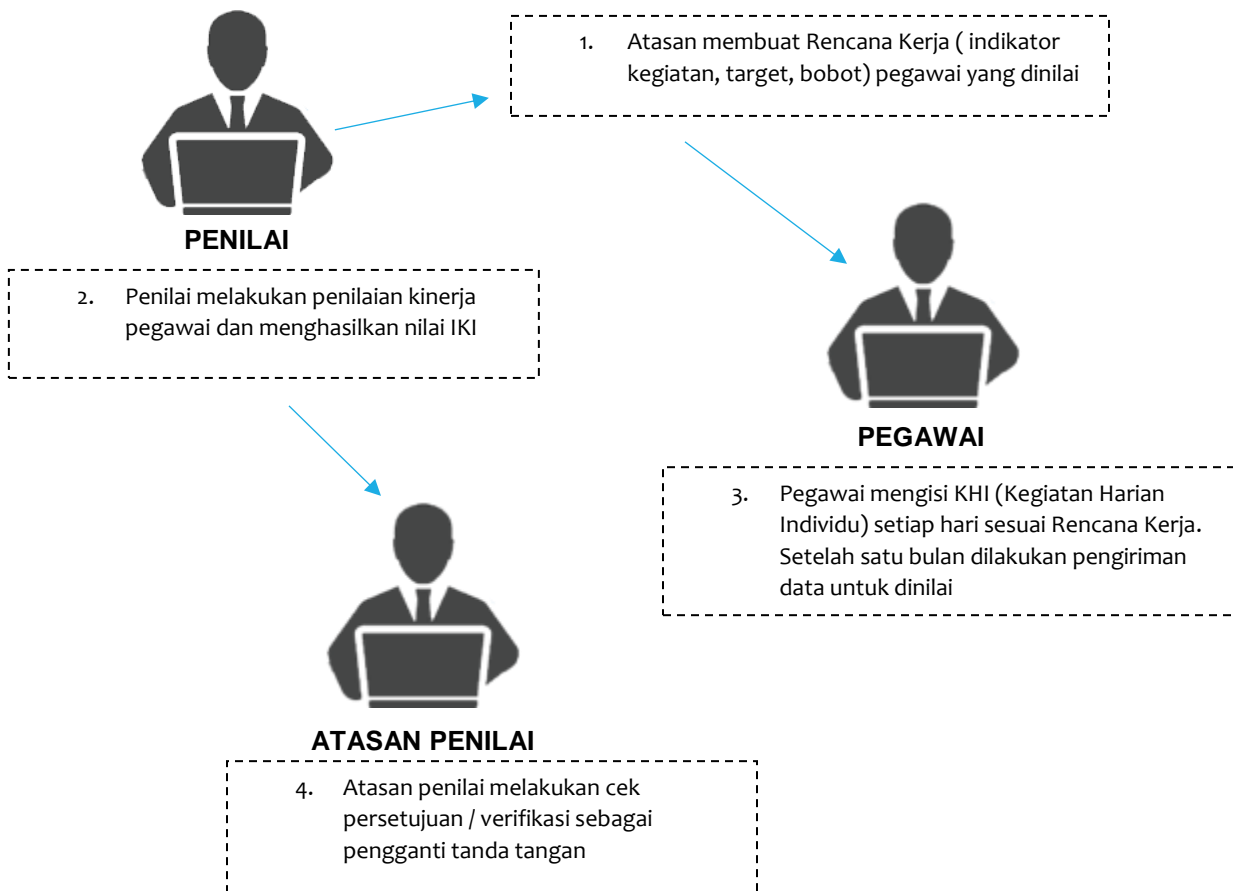 1. Atasan membuat Rencana Kerja ( indikator
kegiatan, target, bobot) pegawai yang dinilai
PENILAI
2. Penilai melakukan penilaian kinerja
pegawai dan menghasilkan nilai IKI
PEGAWAI
3. Pegawai mengisi KHI (Kegiatan Harian
Individu) setiap hari sesuai Rencana Kerja.
Setelah satu bulan dilakukan pengiriman
data untuk dinilai
ATASAN PENILAI
4. Atasan penilai melakukan cek
persetujuan / verifikasi sebagai
pengganti tanda tangan